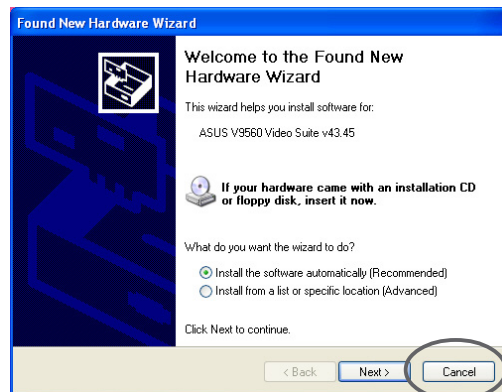 Found New Hardware Wizard
Welcome to the Found New
Hardware Wizard
This wizard helps you install software for:
ASUS V9560 Video Suite v43.45
If your hardware came with an installation CD
or floppy disk, insert it now.
What do you want the wizard to do?
Install the software automatically (Recommended)
Install from a list or specific location (Advanced)
Click Next to continue.
< Back Next > Cancel